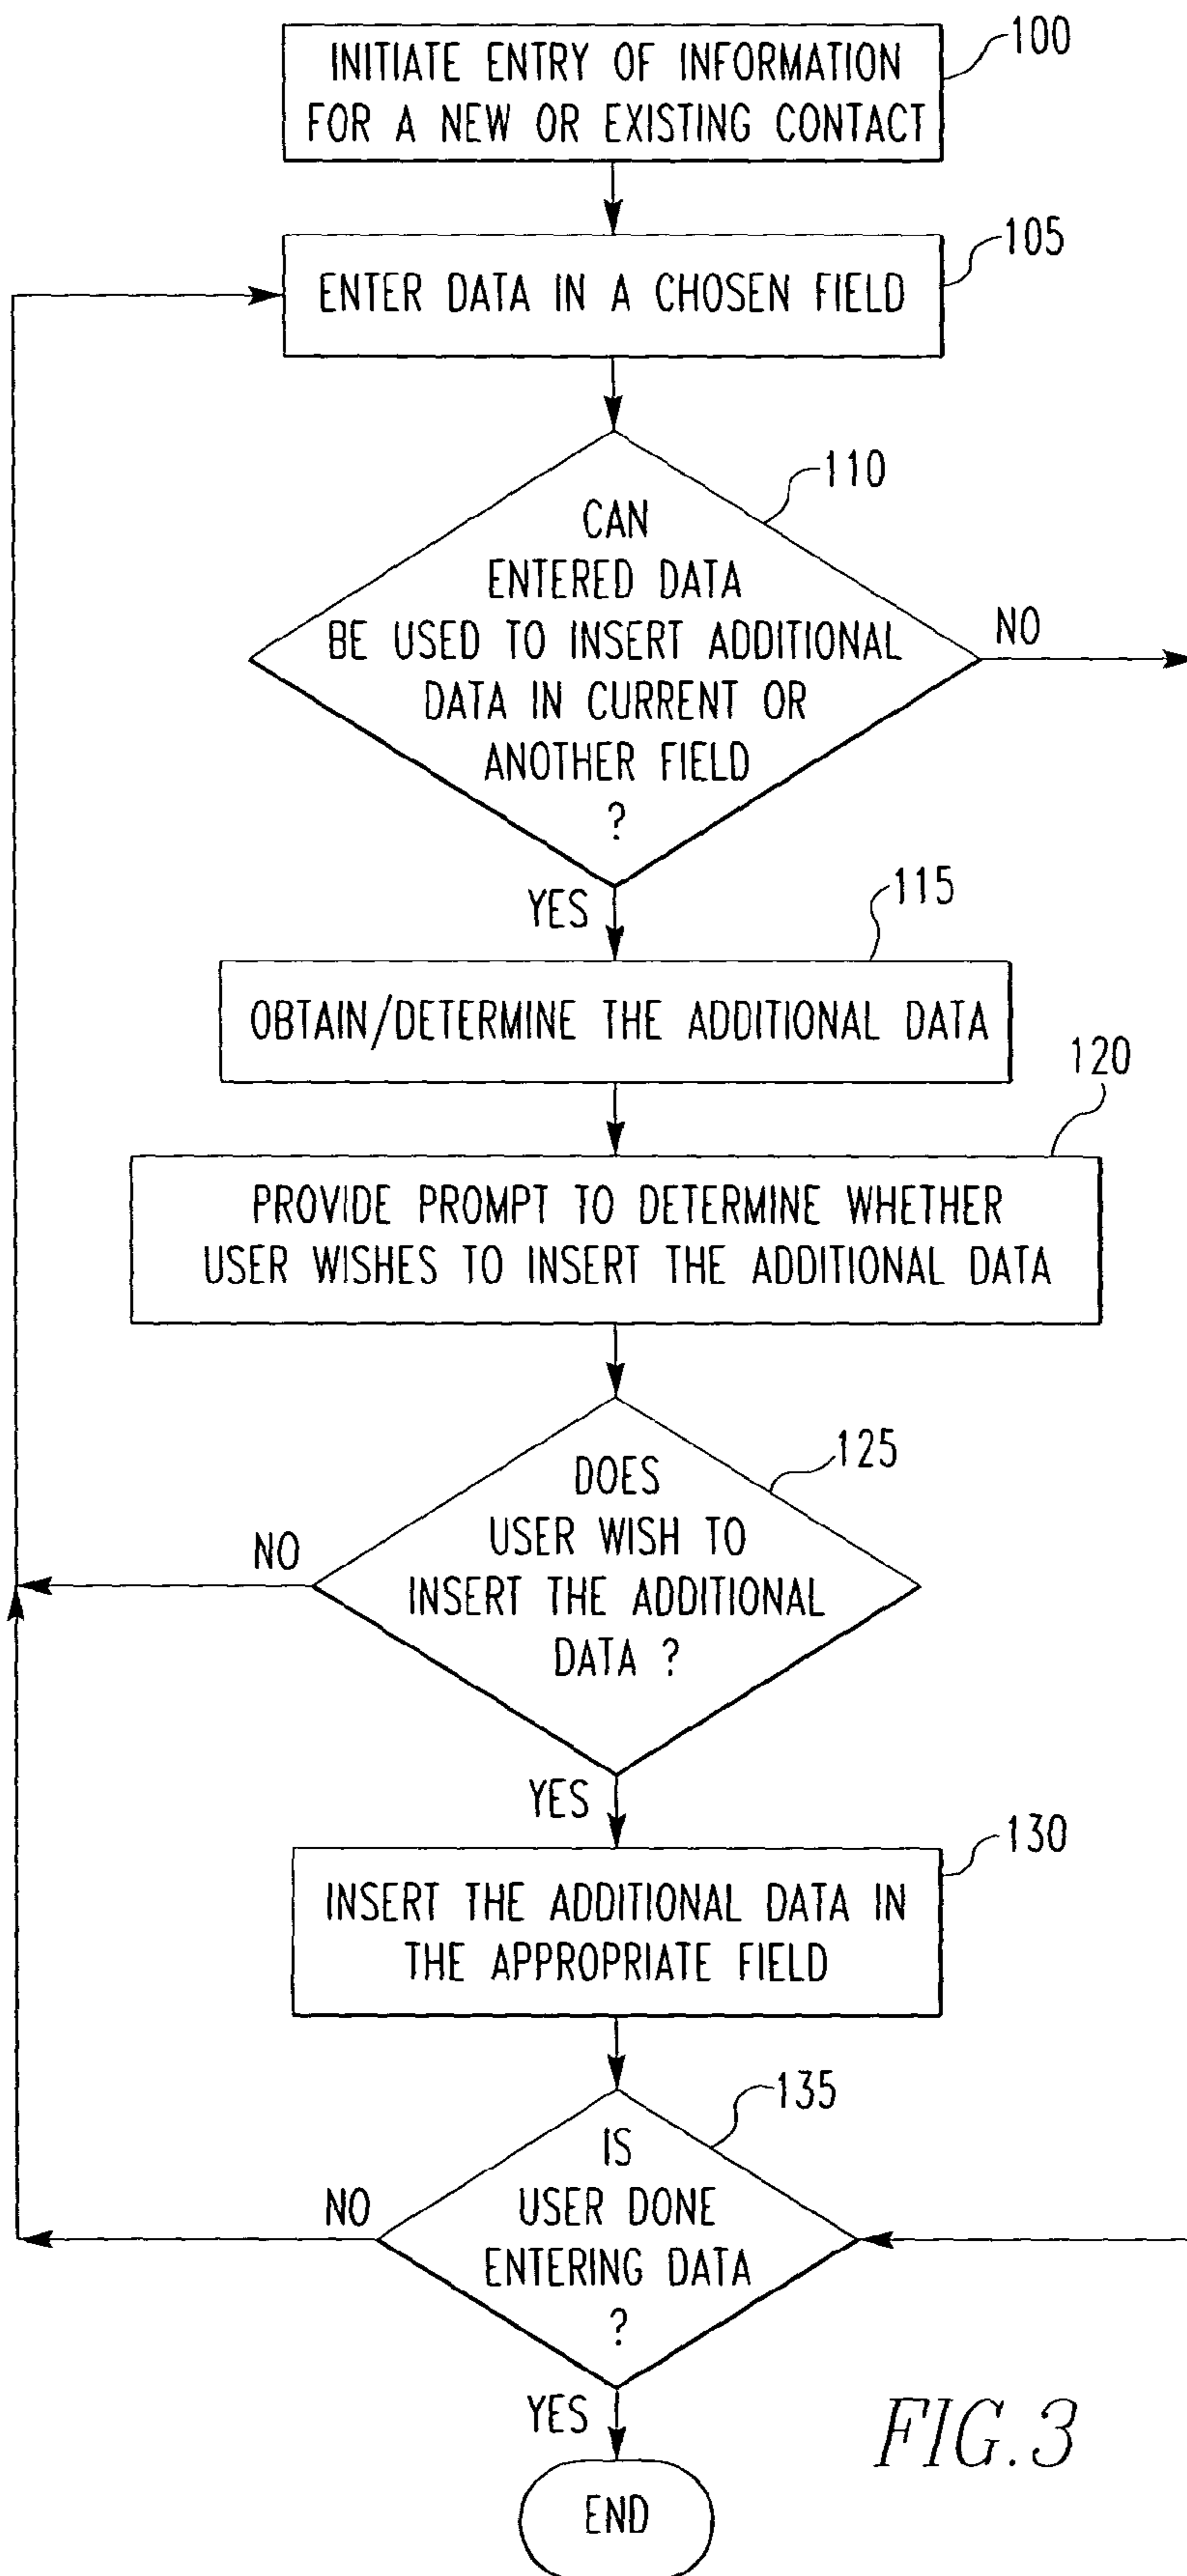 INITIATE ENTRY OF INFORMATION
FOR A NEW OR EXISTING CONTACT
100
ENTER DATA IN A CHOSEN FIELD
105
CAN
ENTERED DATA
BE USED TO INSERT ADDITIONAL
DATA IN CURRENT OR
ANOTHER FIELD
?
110
NO
YES
115
OBTAIN/DETERMINE THE ADDITIONAL DATA
120
PROVIDE PROMPT TO DETERMINE WHETHER
USER WISHES TO INSERT THE ADDITIONAL DATA
125
DOES
USER WISH TO
INSERT THE ADDITIONAL
DATA ?
NO
YES
130
INSERT THE ADDITIONAL DATA IN
THE APPROPRIATE FIELD
135
IS
USER DONE
ENTERING DATA
?
NO
YES
END
FIG. 3